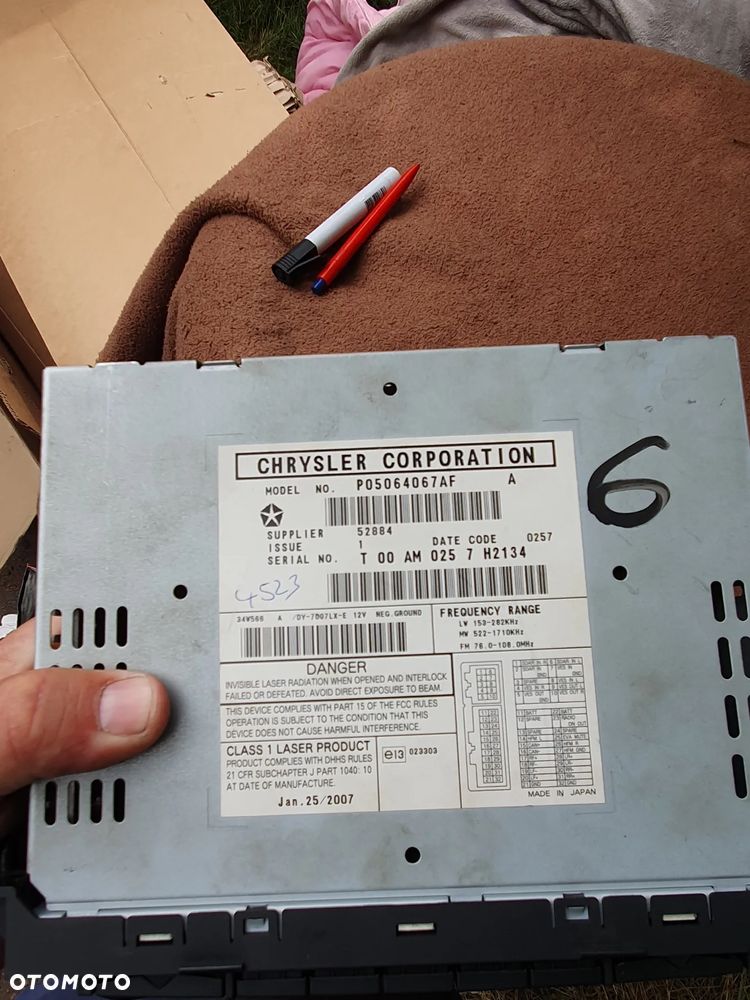 CHRYSLER CORPORATION
MODEL NO. P05064067AF A
SUPPLIER 52884
ISSUE 1 DATE CODE 0257
SERIAL NO. T 00 AM 025 7 H2134
6
4523
34W566 A /DY-7D07LX-E 12V NEG.GROUND
FREQUENCY RANGE
LW 153-282KHz
MW 522-1710KHz
FM 76.0-108.0MHz
DANGER
INVISIBLE LASER RADIATION WHEN OPENED AND INTERLOCK
FAILED OR DEFEATED. AVOID DIRECT EXPOSURE TO BEAM.
THIS DEVICE COMPLIES WITH PART 15 OF THE FCC RULES
OPERATION IS SUBJECT TO THE CONDITION THAT THIS
DEVICE DOES NOT CAUSE HARMFUL INTERFERENCE.
CLASS 1 LASER PRODUCT
PRODUCT COMPLIES WITH DHHS RULES
21 CFR SUBCHAPTER J PART 1040: 10
AT DATE OF MANUFACTURE.
Jan.25/2007
e13 023303
MADE IN JAPAN
OTOMOTO